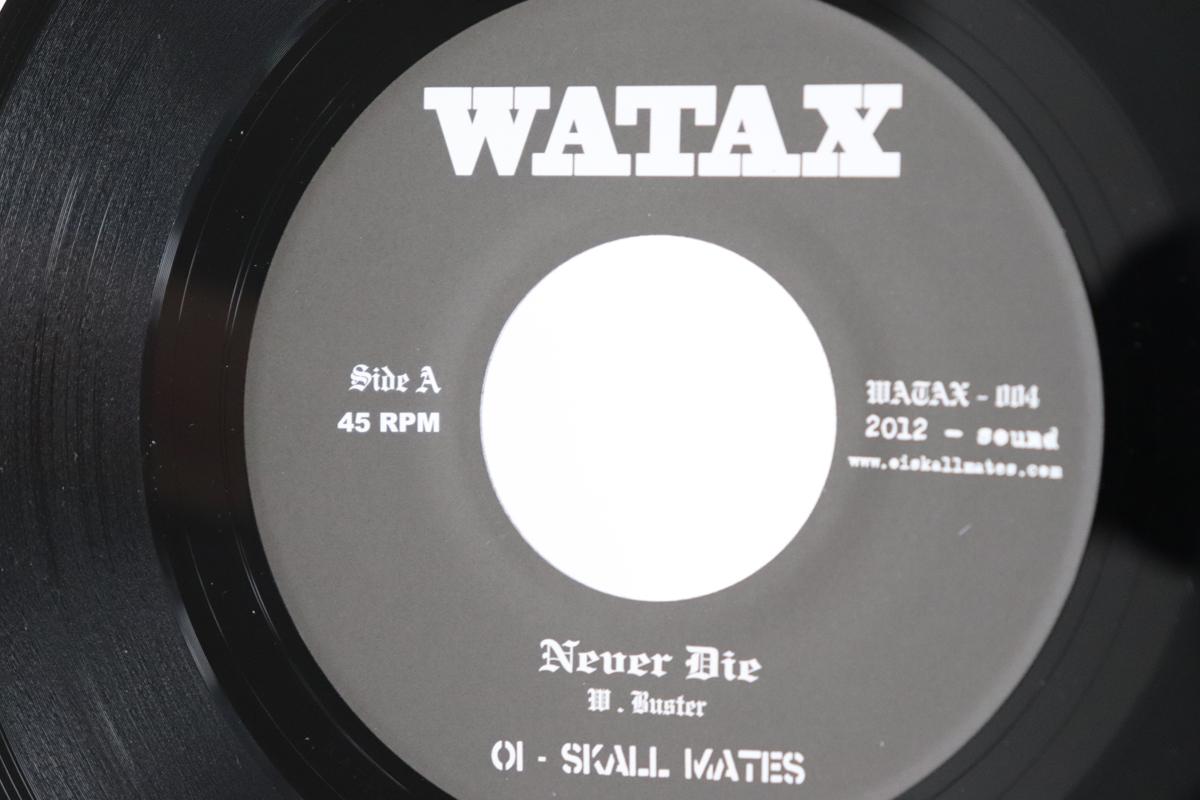 WATAX
Side A
45 RPM
WATAX - 004
2012 - sound
www.oiskallmates.com
Never Die
W. Buster
OI - SKALL MATES